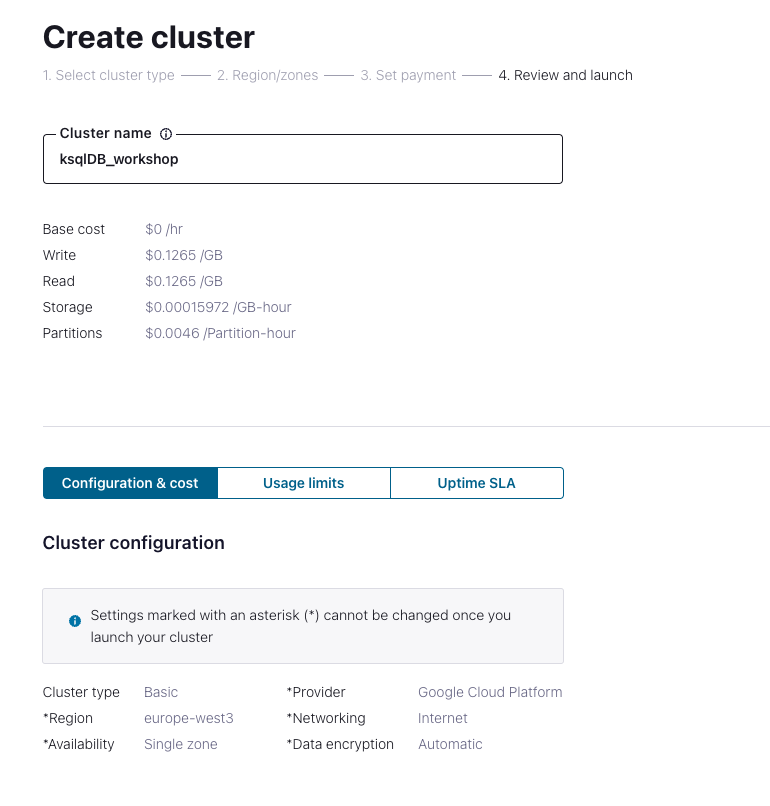 Create cluster
1. Select cluster type 2. Region/zones 3. Set payment 4. Review and launch
Cluster name
ksqlDB_workshop
Base cost $0 /hr
Write $0.1265 /GB
Read $0.1265 /GB
Storage $0.00015972 /GB-hour
Partitions $0.0046 /Partition-hour
Configuration & cost Usage limits Uptime SLA
Cluster configuration
Settings marked with an asterisk (*) cannot be changed once you
launch your cluster
Cluster type Basic *Provider Google Cloud Platform
*Region europe-west3 *Networking Internet
*Availability Single zone *Data encryption Automatic